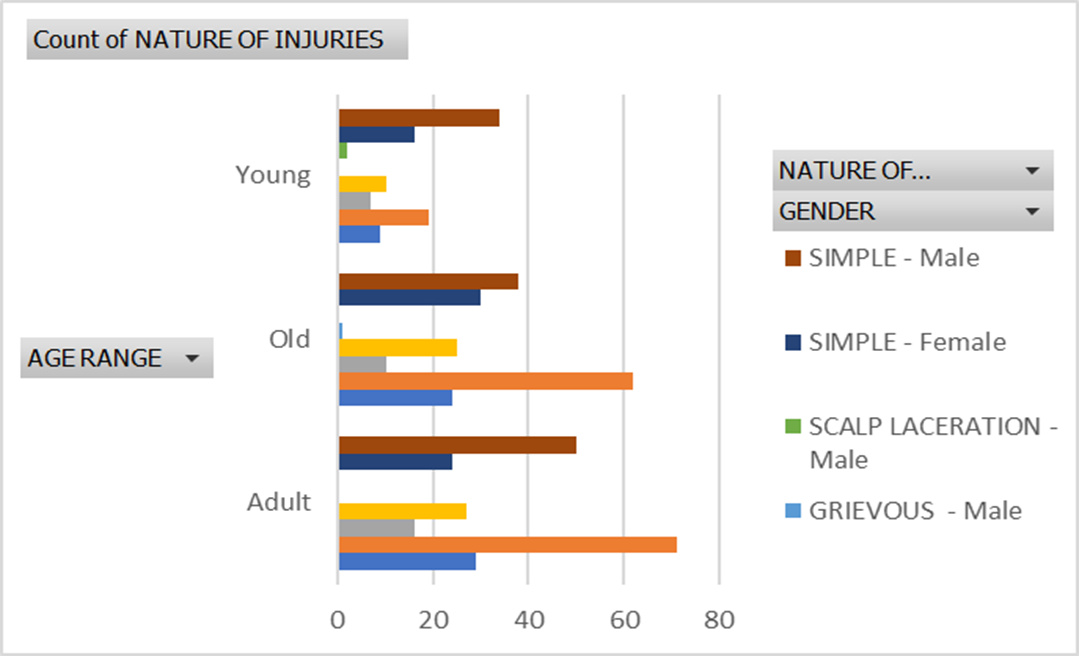 Count of NATURE OF INJURIES
Young
Old
Adult
AGE RANGE
0 20 40 60 80
NATURE OF...
GENDER
SIMPLE - Male
SIMPLE - Female
SCALP LACERATION -
Male
GRIEVOUS  - Male